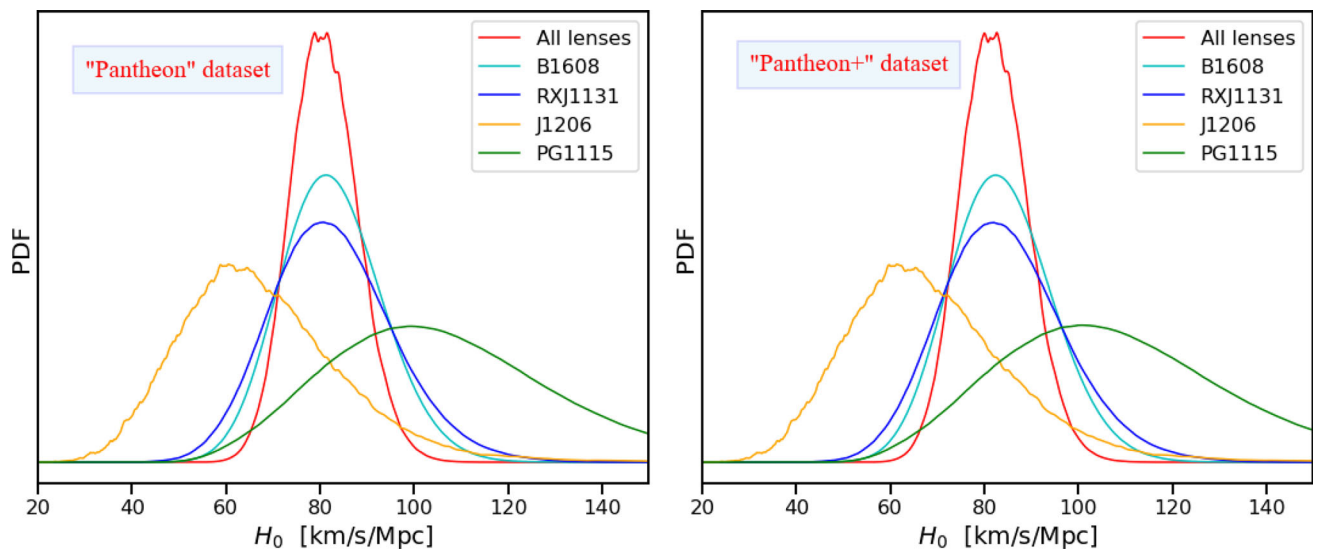 "Pantheon" dataset
All lenses
B1608
RXJ1131
J1206
PG1115
PDF
20 40 60 80 100 120 140
H₀ [km/s/Mpc]
"Pantheon+" dataset
All lenses
B1608
RXJ1131
J1206
PG1115
PDF
20 40 60 80 100 120 140
H₀ [km/s/Mpc]